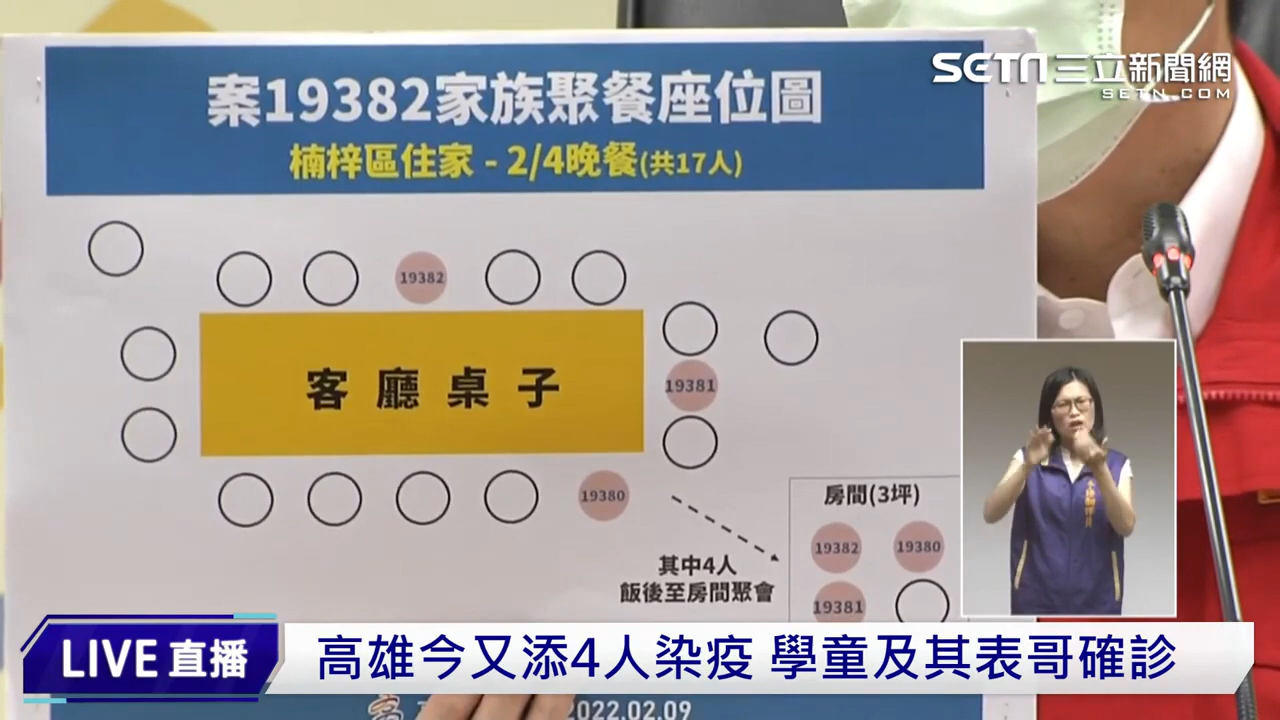 SETN三立新聞網
SETN.COM
案19382家族聚餐座位圖
楠梓區住家 - 2/4晚餐(共17人)
19382
客廳桌子
19381
19380
房間(3坪)
19382
19380
19381
其中4人
飯後至房間聚會
LIVE 直播
高雄今又添4人染疫 學童及其表哥確診
2022.02.09